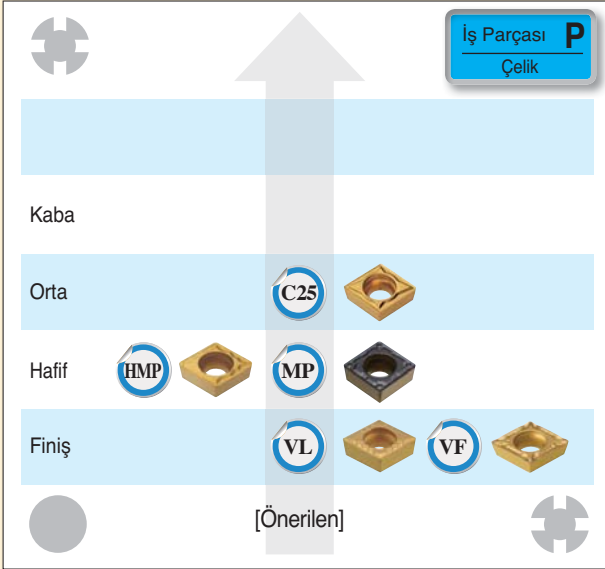 İş Parçası P
Çelik
Kaba
Orta C25
Hafif HMP MP
Finiş VL VF
[Önerilen]